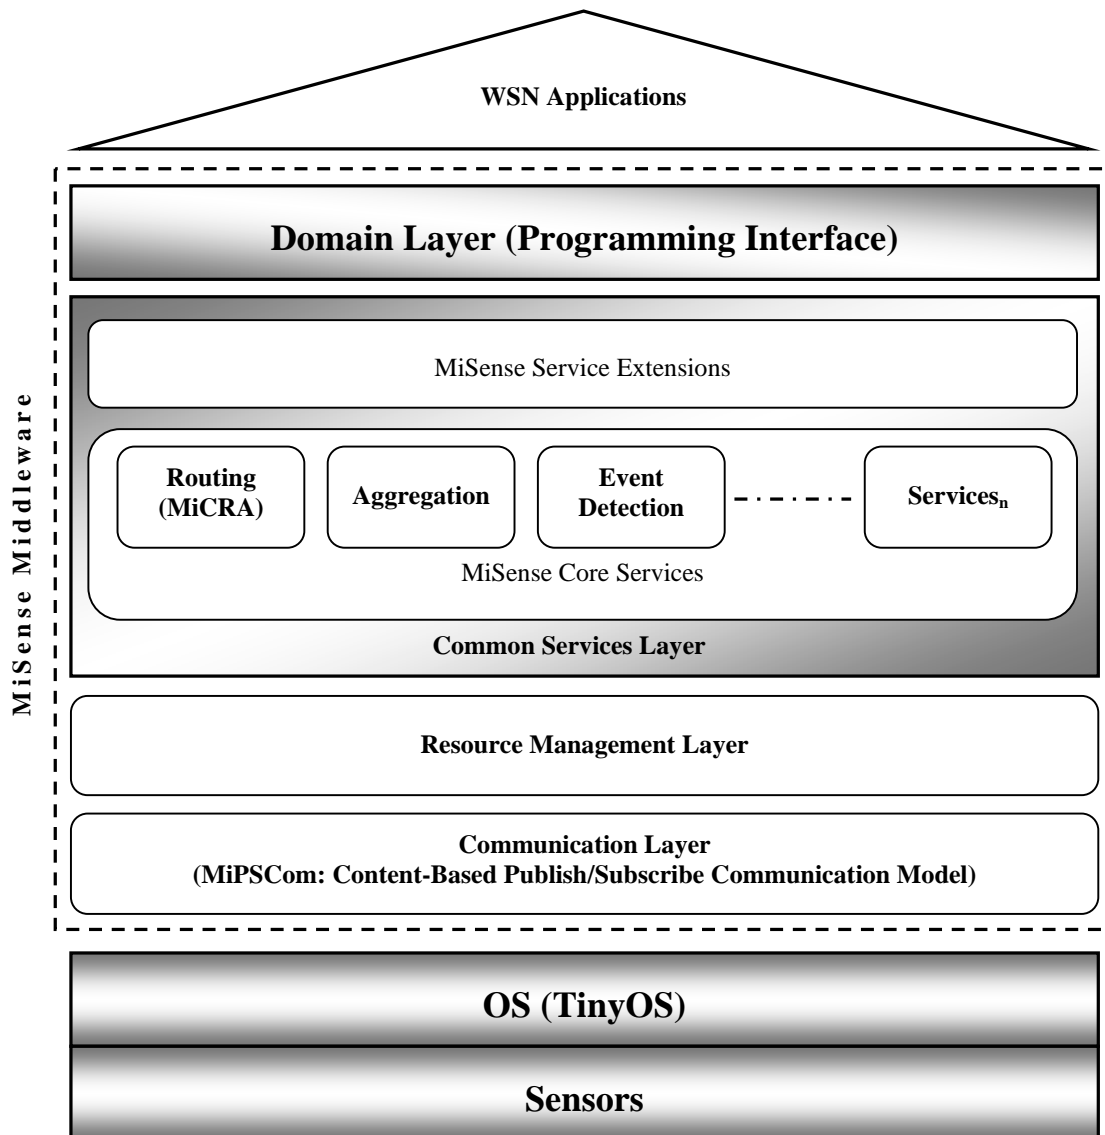 WSN Applications
Domain Layer (Programming Interface)
MiSense Service Extensions
Routing
(MiCRA)
Aggregation
Event
Detection
Servicesₙ
MiSense Core Services
Common Services Layer
Resource Management Layer
Communication Layer
(MiPSCom: Content-Based Publish/Subscribe Communication Model)
MiSense Middleware
OS (TinyOS)
Sensors